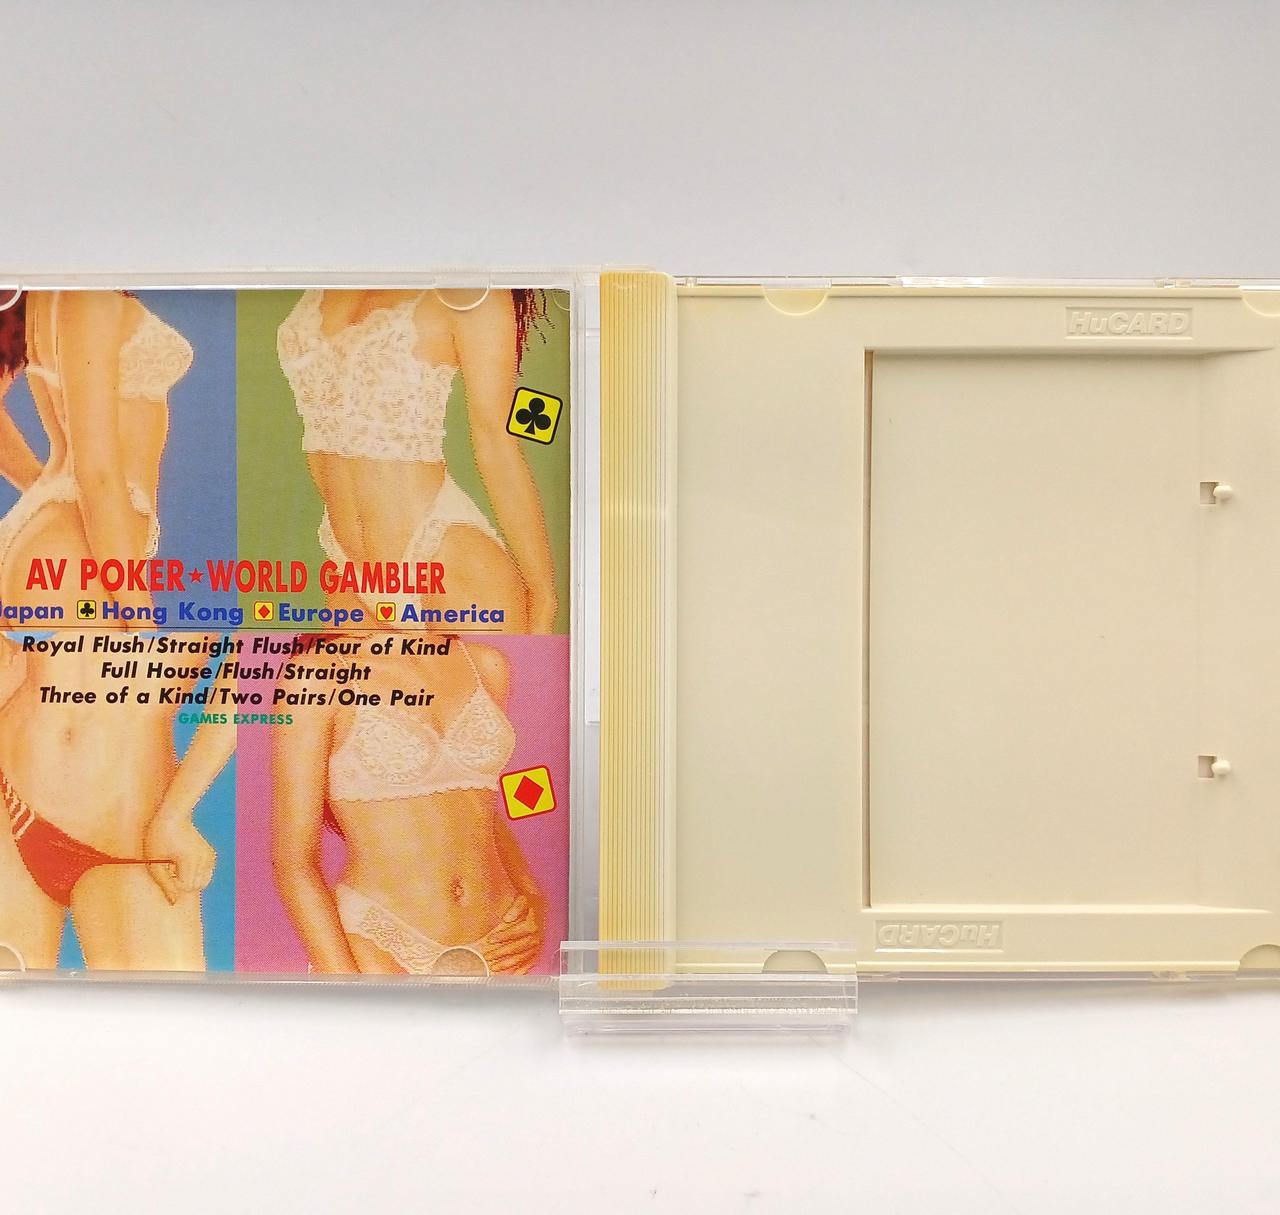 HuCARD
AV POKER★WORLD GAMBLER
Japan ♣Hong Kong ♦Europe ♥America
Royal Flush/Straight Flush/Four of Kind
Full House/Flush/Straight
Three of a Kind/Two Pairs/One Pair
GAMES EXPRESS
HuCARD